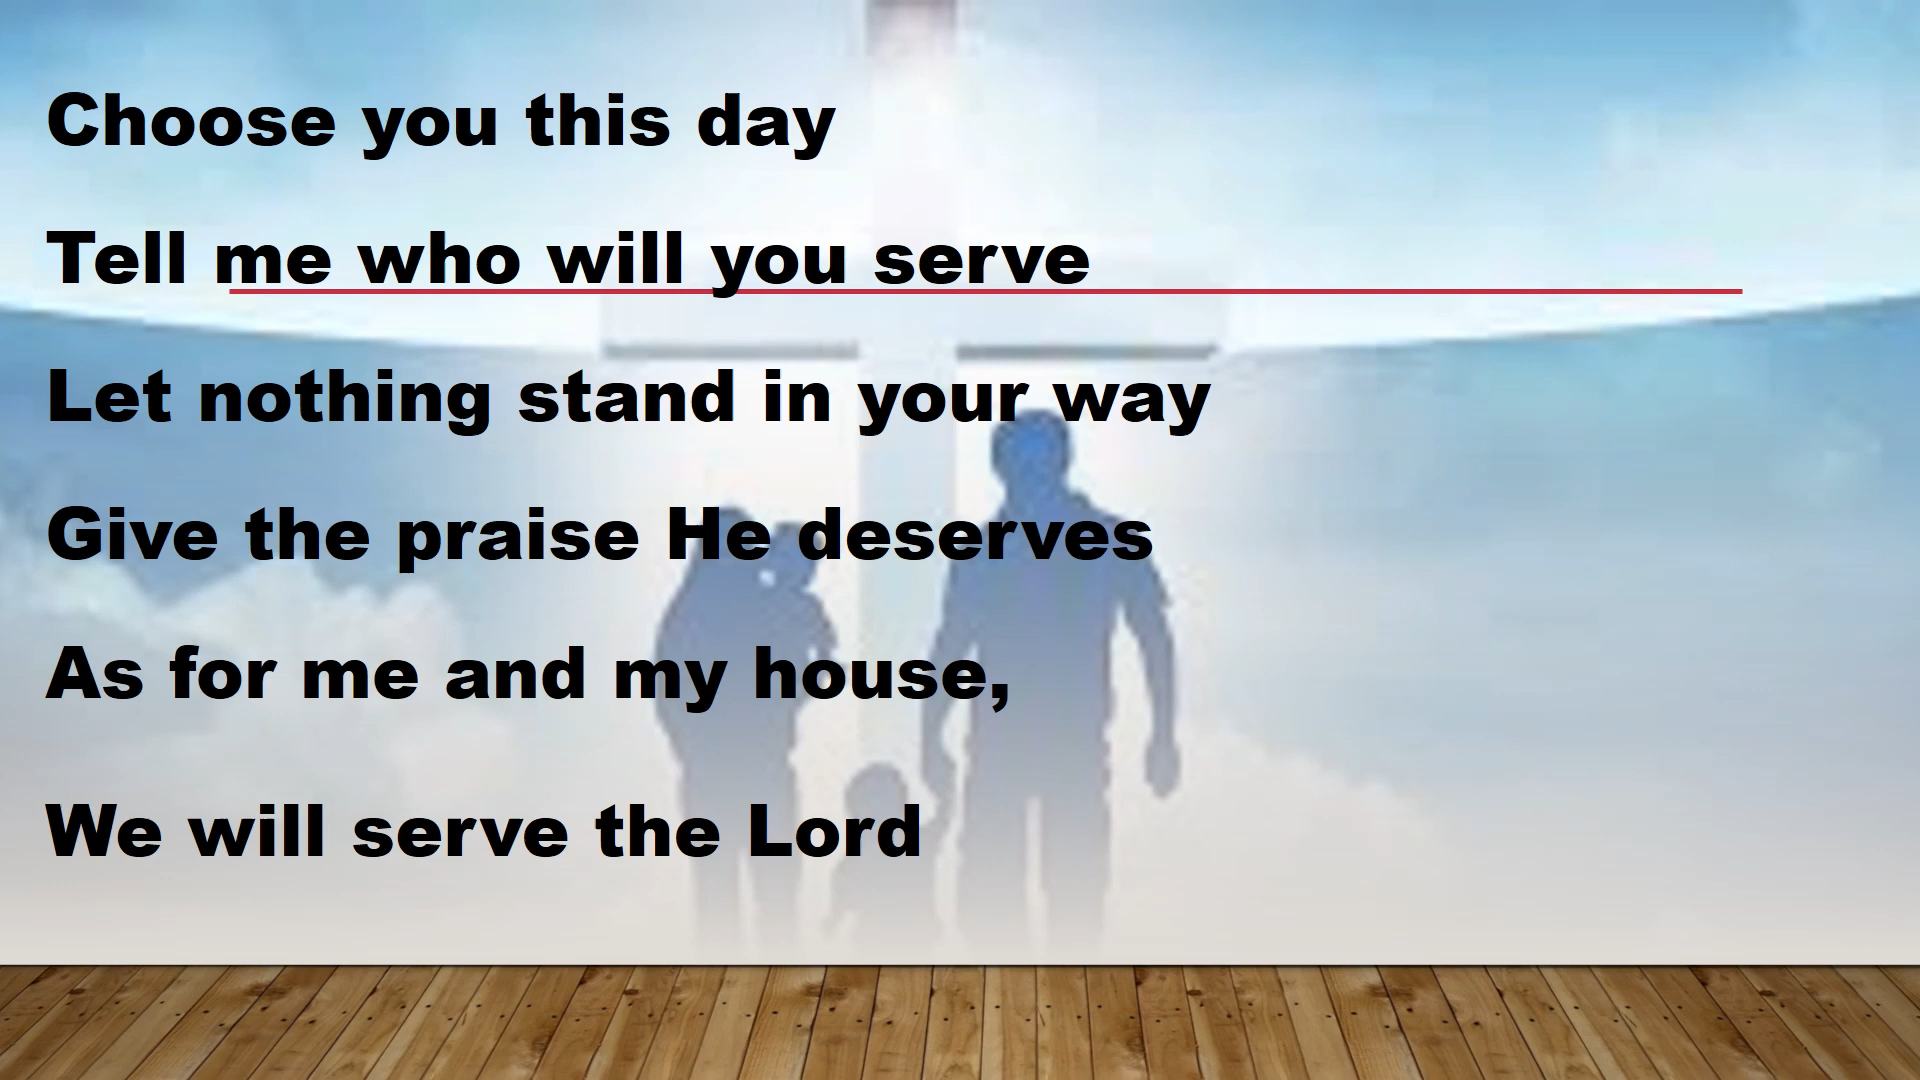 Choose you this day
Tell me who will you serve
Let nothing stand in your way
Give the praise He deserves
As for me and my house,
We will serve the Lord